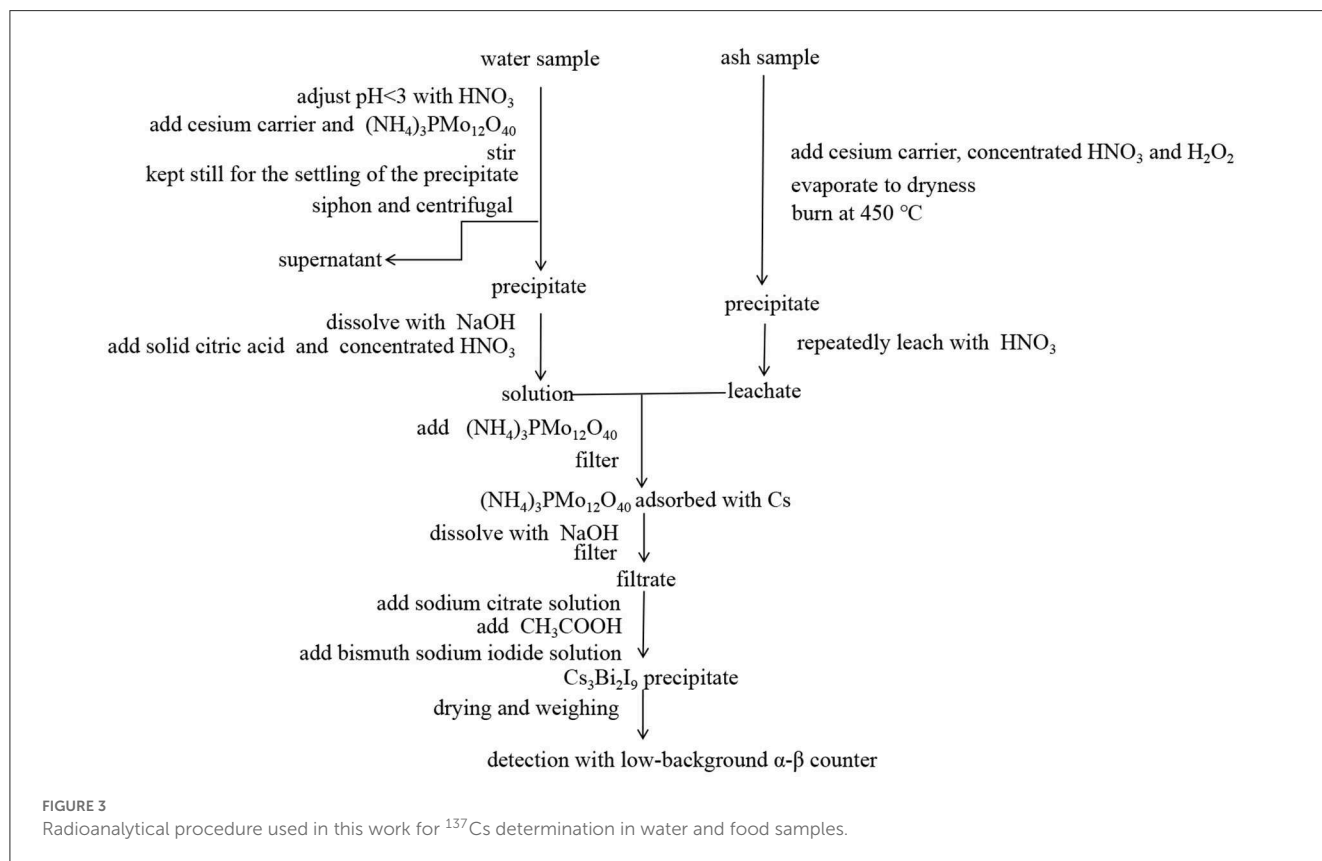 water sample
ash sample
adjust pH<3 with HNO₃
add cesium carrier and (NH₄)₃PMo₁₂O₄₀
stir
kept still for the settling of the precipitate
siphon and centrifugal
supernatant
add cesium carrier, concentrated HNO₃ and H₂O₂
evaporate to dryness
burn at 450 °C
precipitate
precipitate
dissolve with NaOH
add solid citric acid and concentrated HNO₃
repeatedly leach with HNO₃
solution
leachate
add (NH₄)₃PMo₁₂O₄₀
filter
(NH₄)₃PMo₁₂O₄₀ adsorbed with Cs
dissolve with NaOH
filter
filtrate
add sodium citrate solution
add CH₃COOH
add bismuth sodium iodide solution
Cs₃Bi₂I₉ precipitate
drying and weighing
detection with low-background α-β counter
FIGURE 3
Radioanalytical procedure used in this work for ¹³⁷Cs determination in water and food samples.